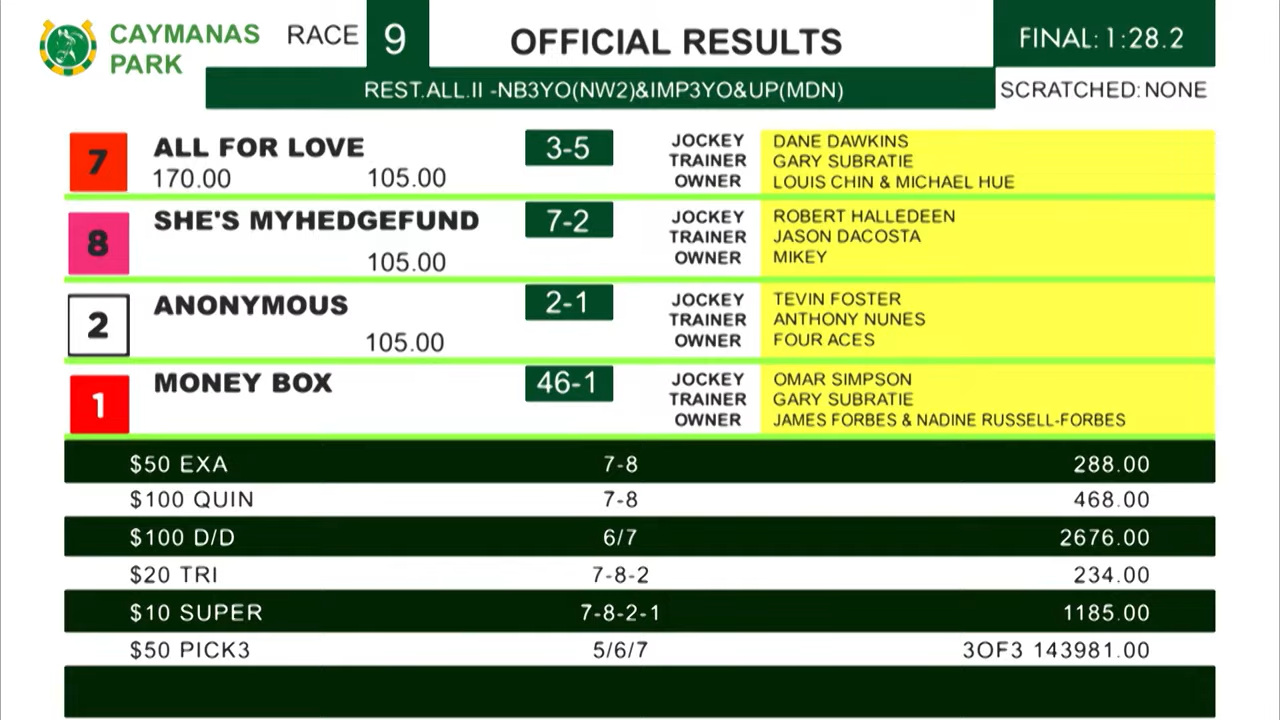 CAYMANAS PARK
RACE 9
OFFICIAL RESULTS
FINAL: 1:28.2
REST.ALL.II -NB3YO(NW2)&IMP3YO&UP(MDN)
SCRATCHED: NONE
7 ALL FOR LOVE 3-5
170.00 105.00
JOCKEY DANE DAWKINS
TRAINER GARY SUBRATIE
OWNER LOUIS CHIN & MICHAEL HUE
8 SHE'S MYHEDGEFUND 7-2
105.00
JOCKEY ROBERT HALLEDEEN
TRAINER JASON DACOSTA
OWNER MIKEY
2 ANONYMOUS 2-1
105.00
JOCKEY TEVIN FOSTER
TRAINER ANTHONY NUNES
OWNER FOUR ACES
1 MONEY BOX 46-1
JOCKEY OMAR SIMPSON
TRAINER GARY SUBRATIE
OWNER JAMES FORBES & NADINE RUSSELL-FORBES
$50 EXA 7-8 288.00
$100 QUIN 7-8 468.00
$100 D/D 6/7 2676.00
$20 TRI 7-8-2 234.00
$10 SUPER 7-8-2-1 1185.00
$50 PICK3 5/6/7 3OF3 143981.00